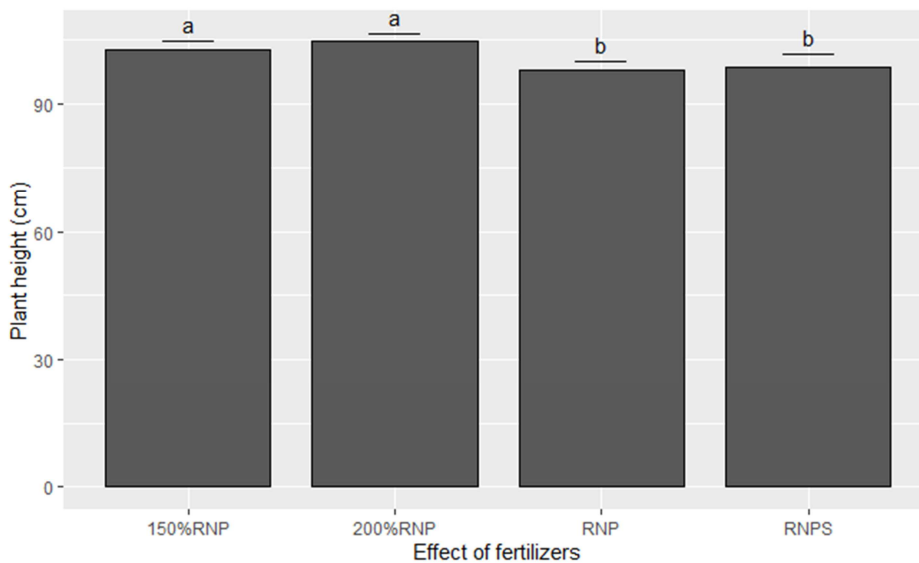 a
a
b
b
90
60
30
0
Plant height (cm)
150%RNP
200%RNP
RNP
RNPS
Effect of fertilizers